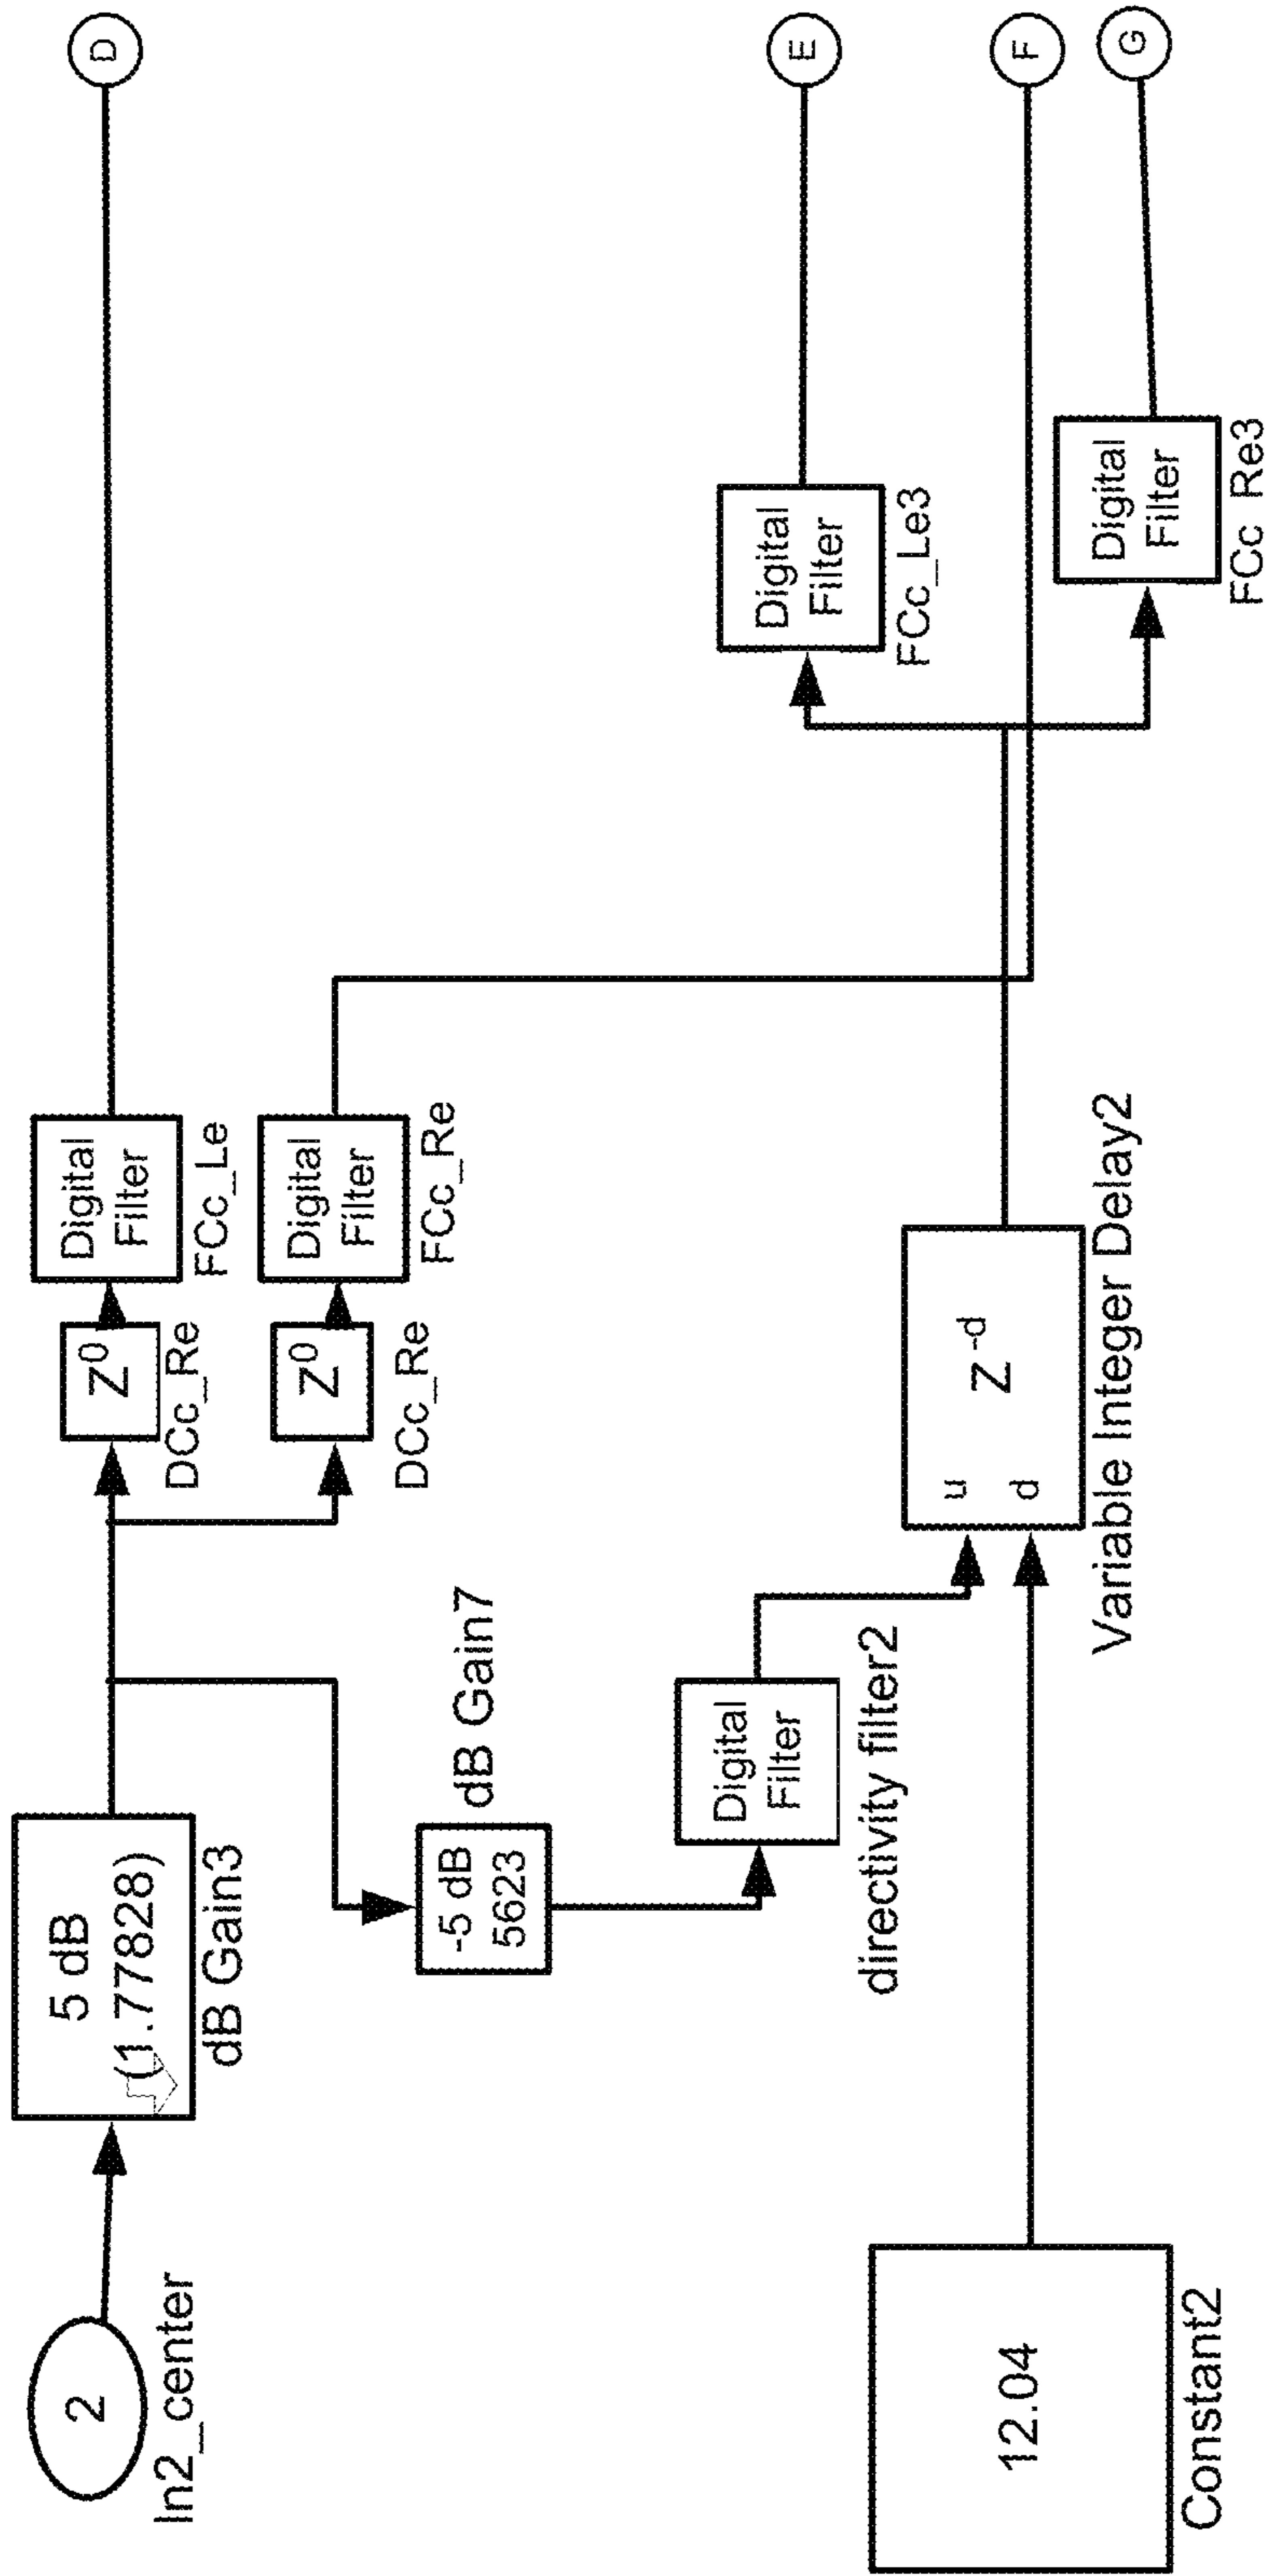 2
In2_center
5 dB
(1.77828)
dB Gain3
Z0
DCc_Re
Digital
Filter
FCc_Le
D
Z0
DCc_Re
Digital
Filter
FCc_Re
-5 dB
5623
dB Gain7
Digital
Filter
directivity filter2
12.04
Constant2
u
d
Z-d
Variable Integer Delay2
Digital
Filter
FCc_Le3
E
F
Digital
Filter
FCc Re3
G